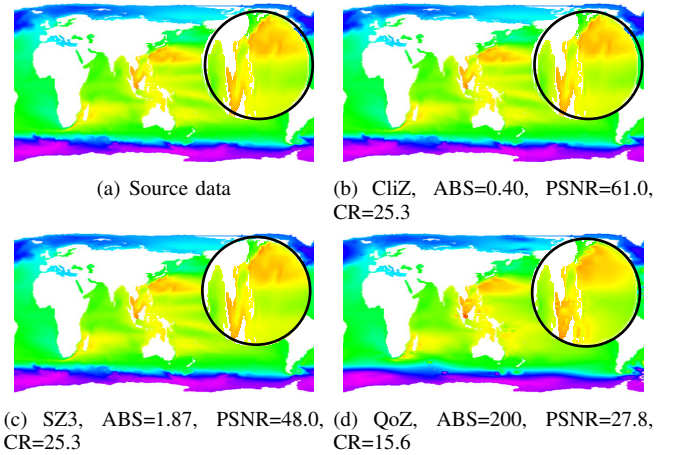 (a) Source data
(b) CliZ, ABS=0.40, PSNR=61.0,
CR=25.3
(c) SZ3, ABS=1.87, PSNR=48.0,
CR=25.3
(d) QoZ, ABS=200, PSNR=27.8,
CR=15.6